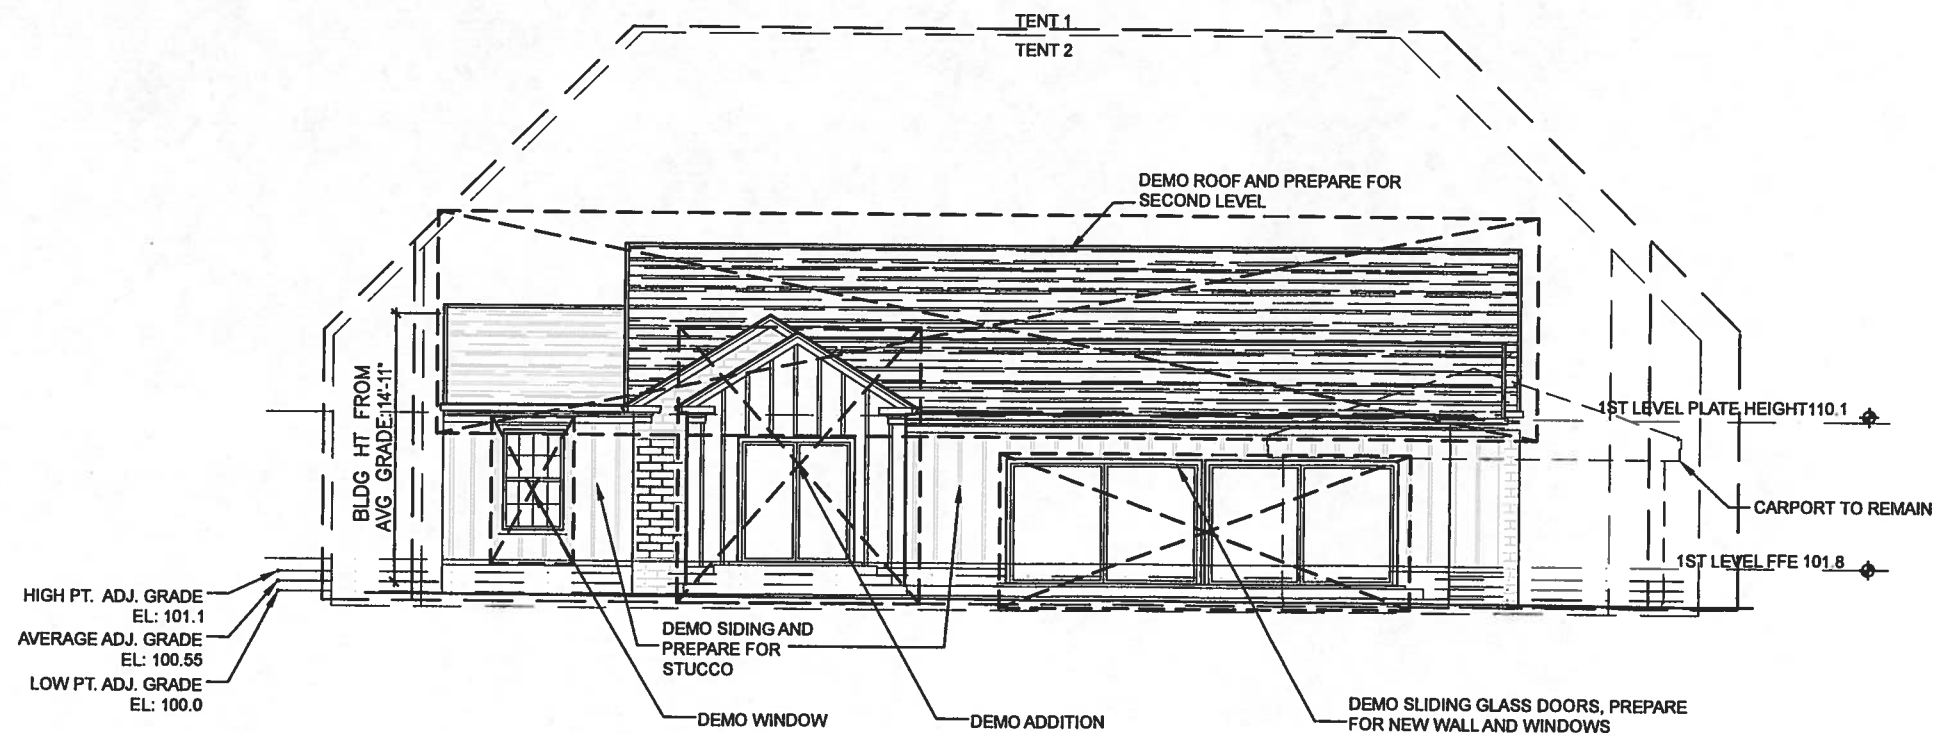 TENT 1
TENT 2
DEMO ROOF AND PREPARE FOR
SECOND LEVEL
BLDG HT FROM
AVG GRADE: 14'-11"
1ST LEVEL PLATE HEIGHT 110.1
CARPORT TO REMAIN
1ST LEVEL FFE 101.8
HIGH PT. ADJ. GRADE
EL: 101.1
AVERAGE ADJ. GRADE
EL: 100.55
LOW PT. ADJ. GRADE
EL: 100.0
DEMO SIDING AND
PREPARE FOR
STUCCO
DEMO WINDOW
DEMO ADDITION
DEMO SLIDING GLASS DOORS, PREPARE
FOR NEW WALL AND WINDOWS